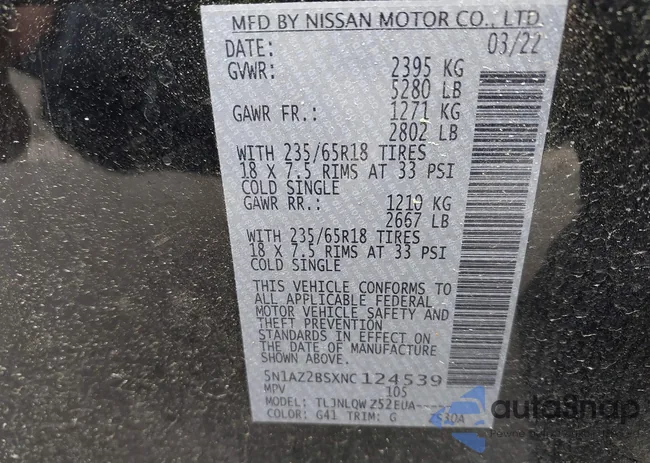 MFD BY NISSAN MOTOR CO., LTD.
DATE: 03/22
GVWR: 2395 KG
5280 LB
GAWR FR.: 1271 KG
2802 LB
WITH 235/65R18 TIRES
18 X 7.5 RIMS AT 33 PSI
COLD SINGLE
GAWR RR.: 1210 KG
2667 LB
WITH 235/65R18 TIRES
18 X 7.5 RIMS AT 33 PSI
COLD SINGLE
THIS VEHICLE CONFORMS TO
ALL APPLICABLE FEDERAL
MOTOR VEHICLE SAFETY AND
THEFT PREVENTION
STANDARDS IN EFFECT ON
THE DATE OF MANUFACTURE
SHOWN ABOVE.
5N1AZ2BSXNC124539
MPV 10S
MODEL: TLJNLQWZ52EUA-----
COLOR: G41 TRIM: G
autosnap